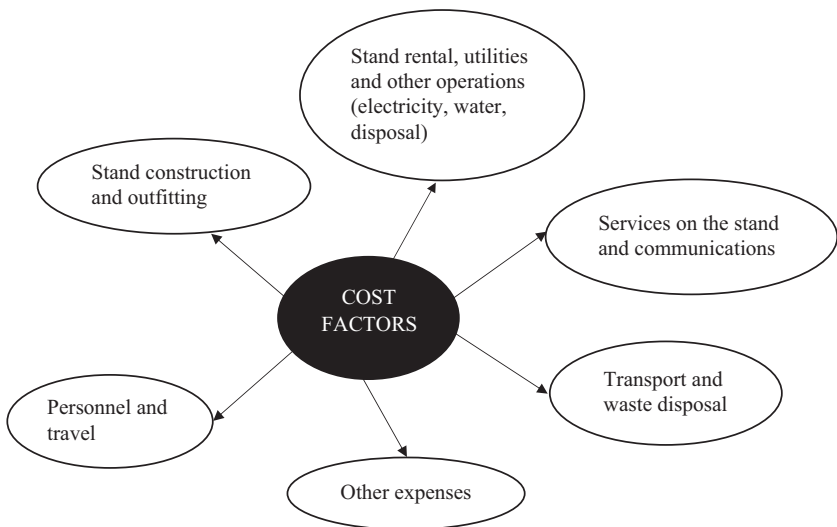 Stand rental, utilities
and other operations
(electricity, water,
disposal)
Stand construction
and outfitting
Services on the stand
and communications
COST
FACTORS
Transport and
waste disposal
Personnel and
travel
Other expenses